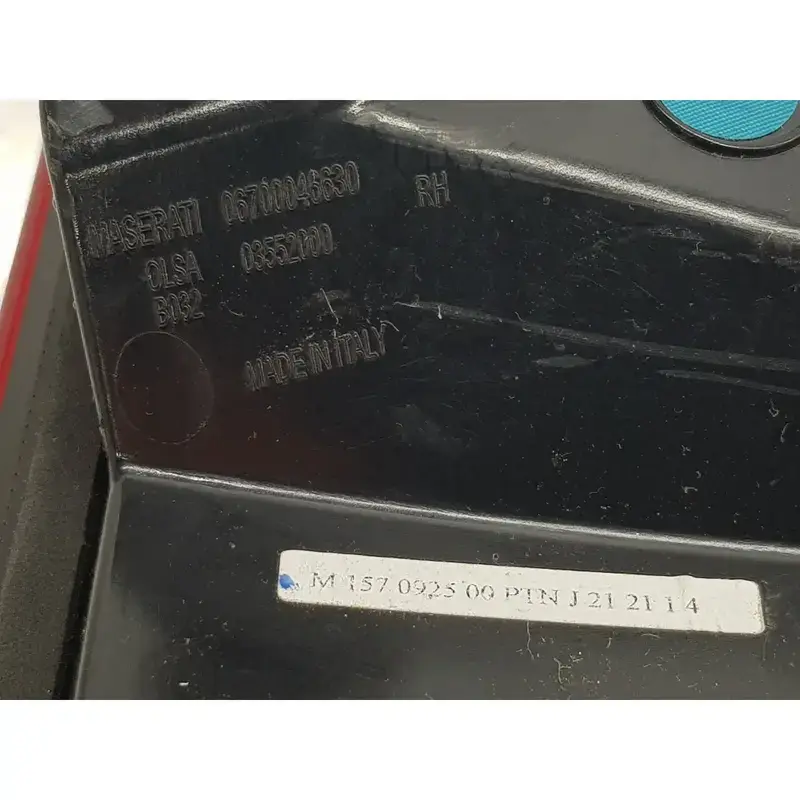 MASERATI 06700046630 RH
OLSA 03552000
B032
MADE IN ITALY
M 157 0925 00 PTN J 21 21 1 4